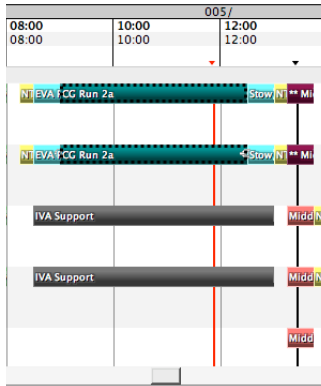 005/
08:00 10:00 12:00
08:00 10:00 12:00
NT EVA F CG Run 2a Stow NT ** Mi
NT EVA F CG Run 2a Stow NT ** Mi
IVA Support Midd N
IVA Support Midd N
Midd